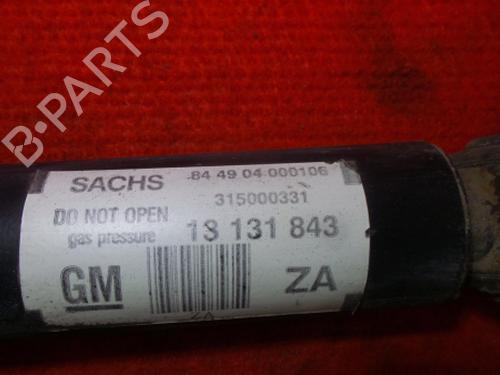 B-PARTS
SACHS 84 49 04 000106
315000331
DO NOT OPEN
gas pressure 13 131 843
GM ZA